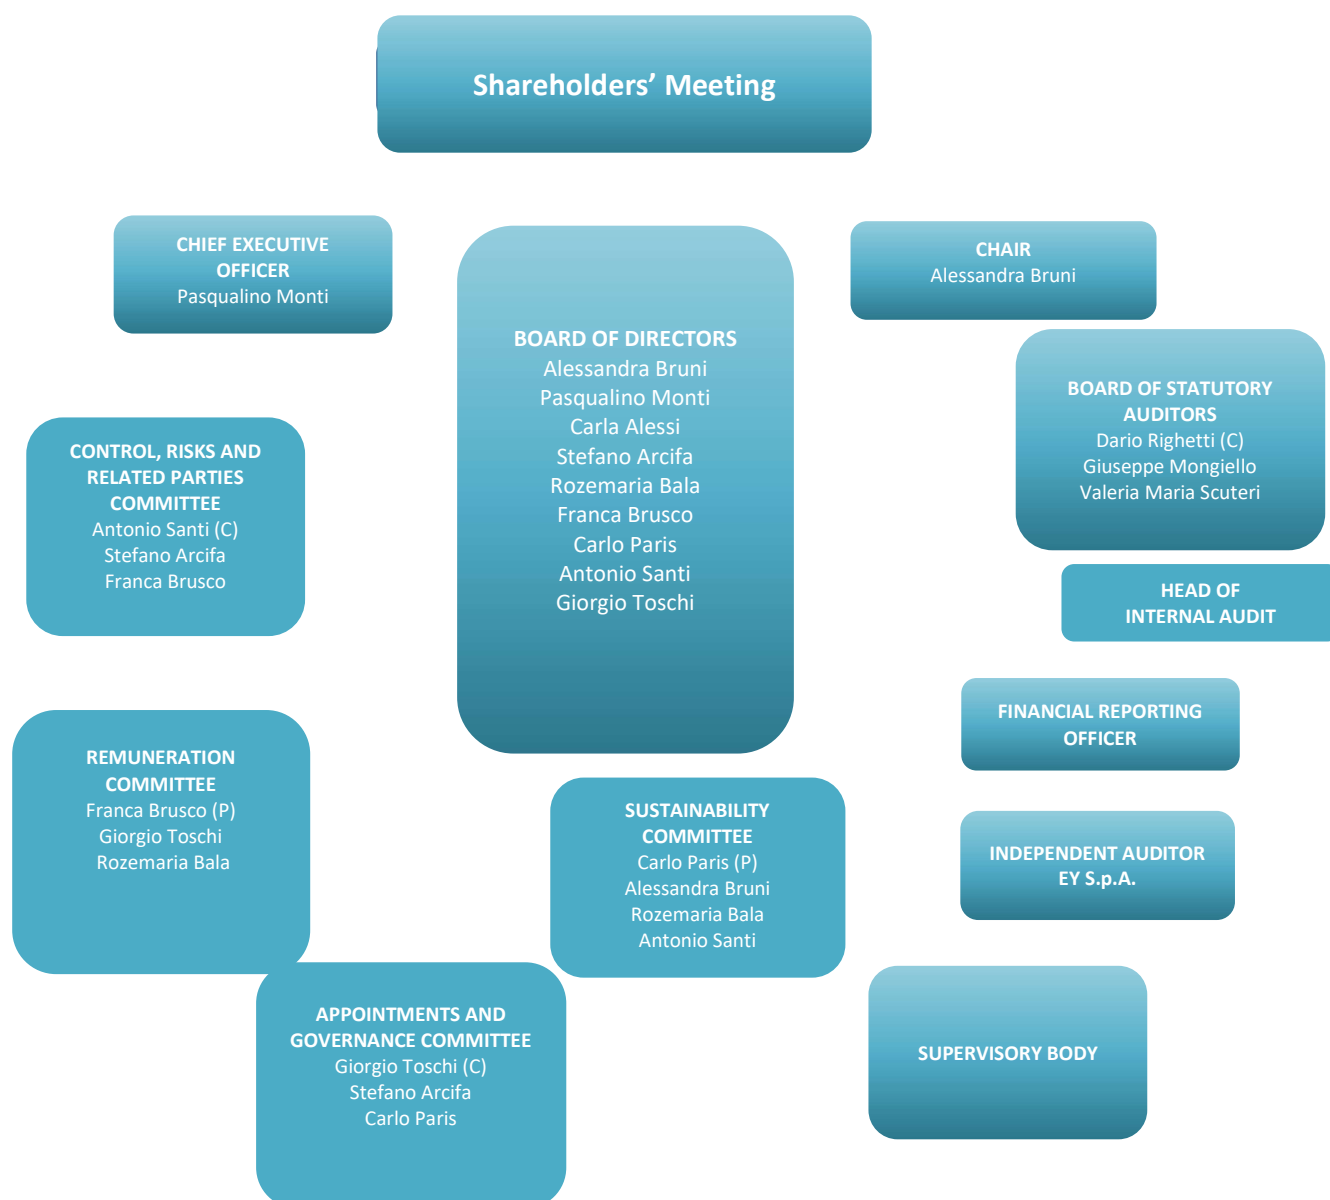 Shareholders’ Meeting
CHIEF EXECUTIVE
OFFICER
Pasqualino Monti
CHAIR
Alessandra Bruni
BOARD OF DIRECTORS
Alessandra Bruni
Pasqualino Monti
Carla Alessi
Stefano Arcifa
Rozemaria Bala
Franca Brusco
Carlo Paris
Antonio Santi
Giorgio Toschi
BOARD OF STATUTORY
AUDITORS
Dario Righetti (C)
Giuseppe Mongiello
Valeria Maria Scuteri
CONTROL, RISKS AND
RELATED PARTIES
COMMITTEE
Antonio Santi (C)
Stefano Arcifa
Franca Brusco
HEAD OF
INTERNAL AUDIT
FINANCIAL REPORTING
OFFICER
REMUNERATION
COMMITTEE
Franca Brusco (P)
Giorgio Toschi
Rozemaria Bala
SUSTAINABILITY
COMMITTEE
Carlo Paris (P)
Alessandra Bruni
Rozemaria Bala
Antonio Santi
INDEPENDENT AUDITOR
EY S.p.A.
APPOINTMENTS AND
GOVERNANCE COMMITTEE
Giorgio Toschi (C)
Stefano Arcifa
Carlo Paris
SUPERVISORY BODY